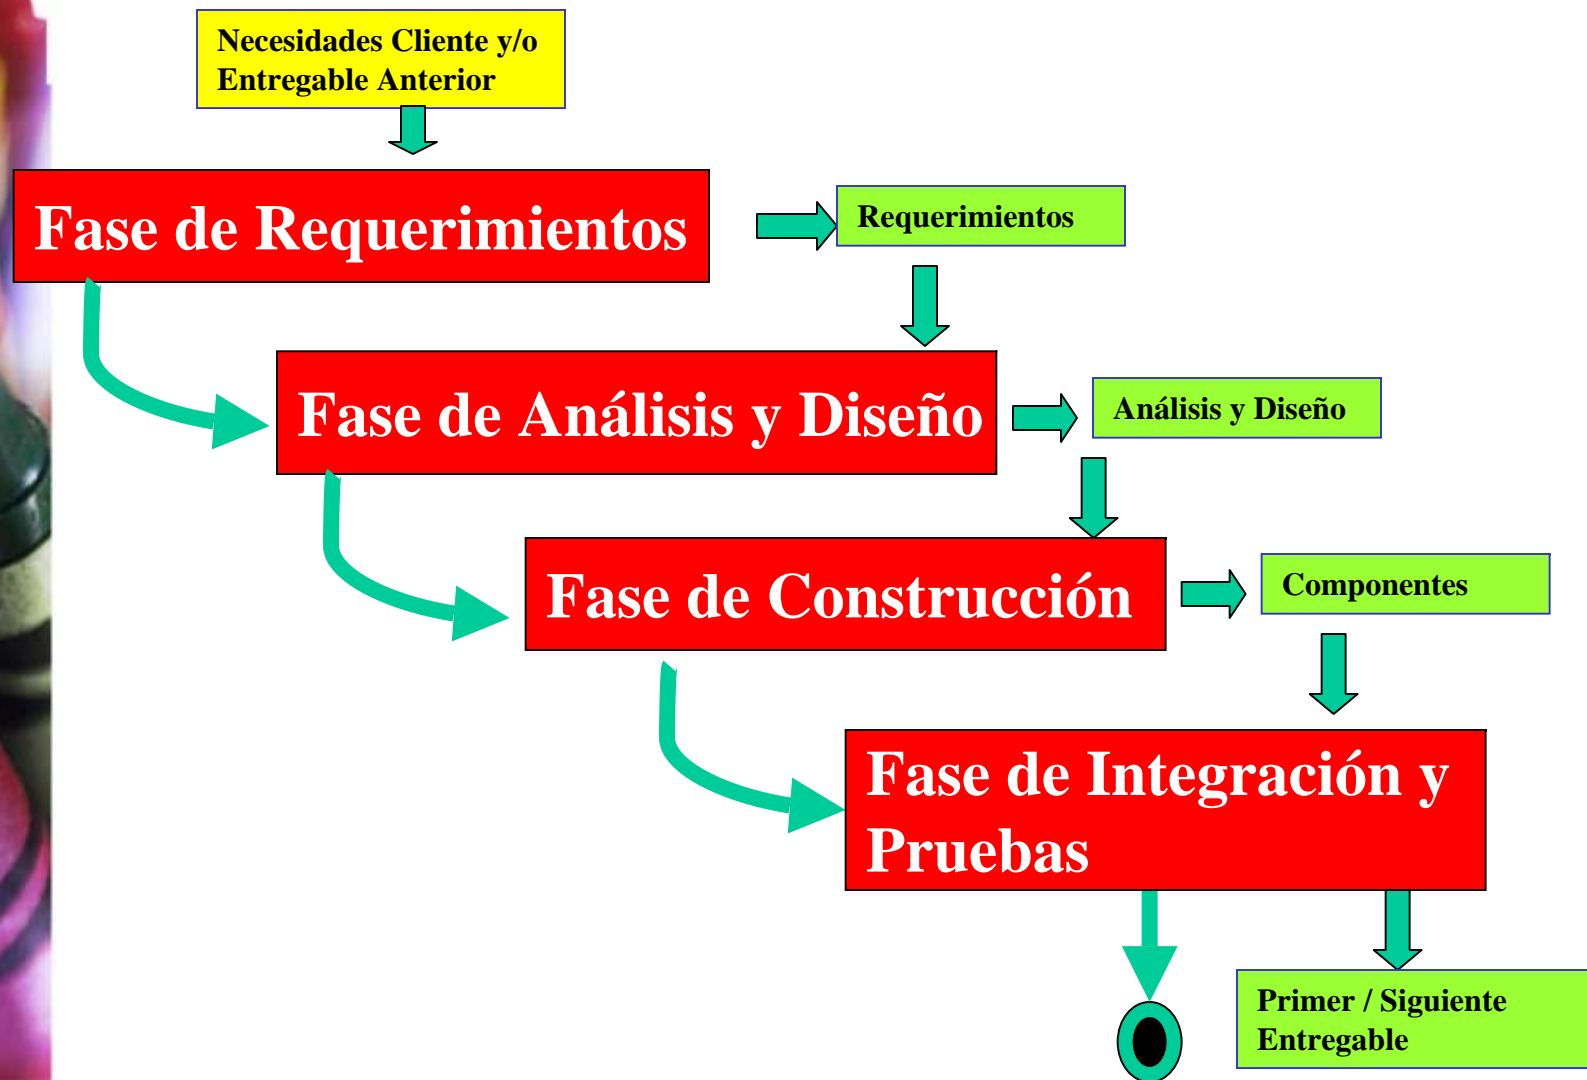 Necesidades Cliente y/o
Entregable Anterior
Fase de Requerimientos
Requerimientos
Fase de Análisis y Diseño
Análisis y Diseño
Fase de Construcción
Componentes
Fase de Integración y
Pruebas
Primer / Siguiente
Entregable